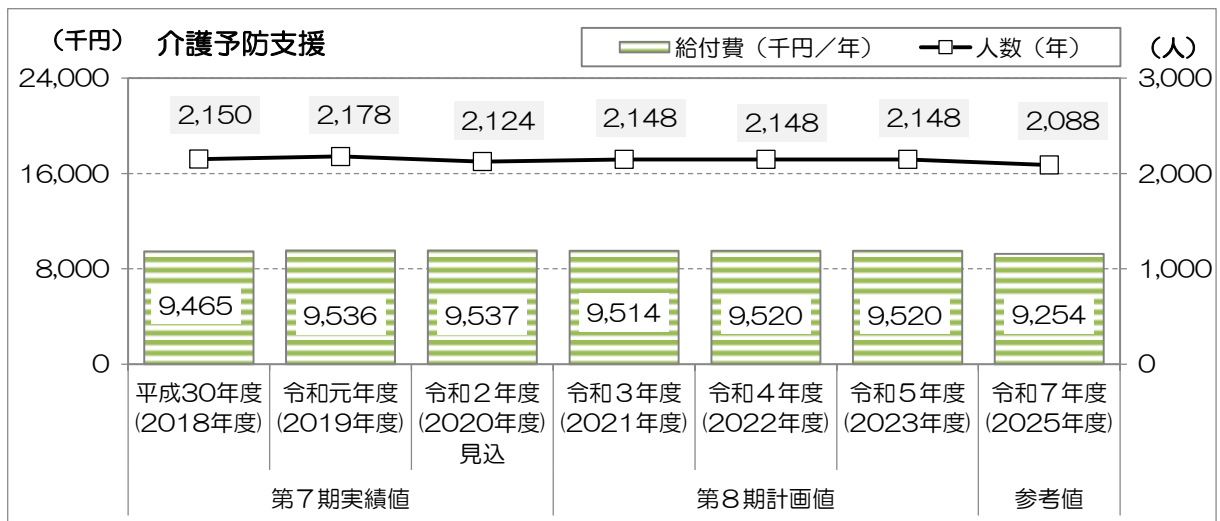 （千円） 介護予防支援
給付費（千円／年） 人数（年）
（人）
24,000
16,000
8,000
0
3,000
2,000
1,000
0
2,150 2,178 2,124 2,148 2,148 2,148 2,088
9,465 9,536 9,537 9,514 9,520 9,520 9,254
平成30年度 令和元年度 令和２年度 令和３年度 令和４年度 令和５年度 令和７年度
(2018年度) (2019年度) (2020年度) (2021年度) (2022年度) (2023年度) (2025年度)
見込
第７期実績値 第８期計画値 参考値